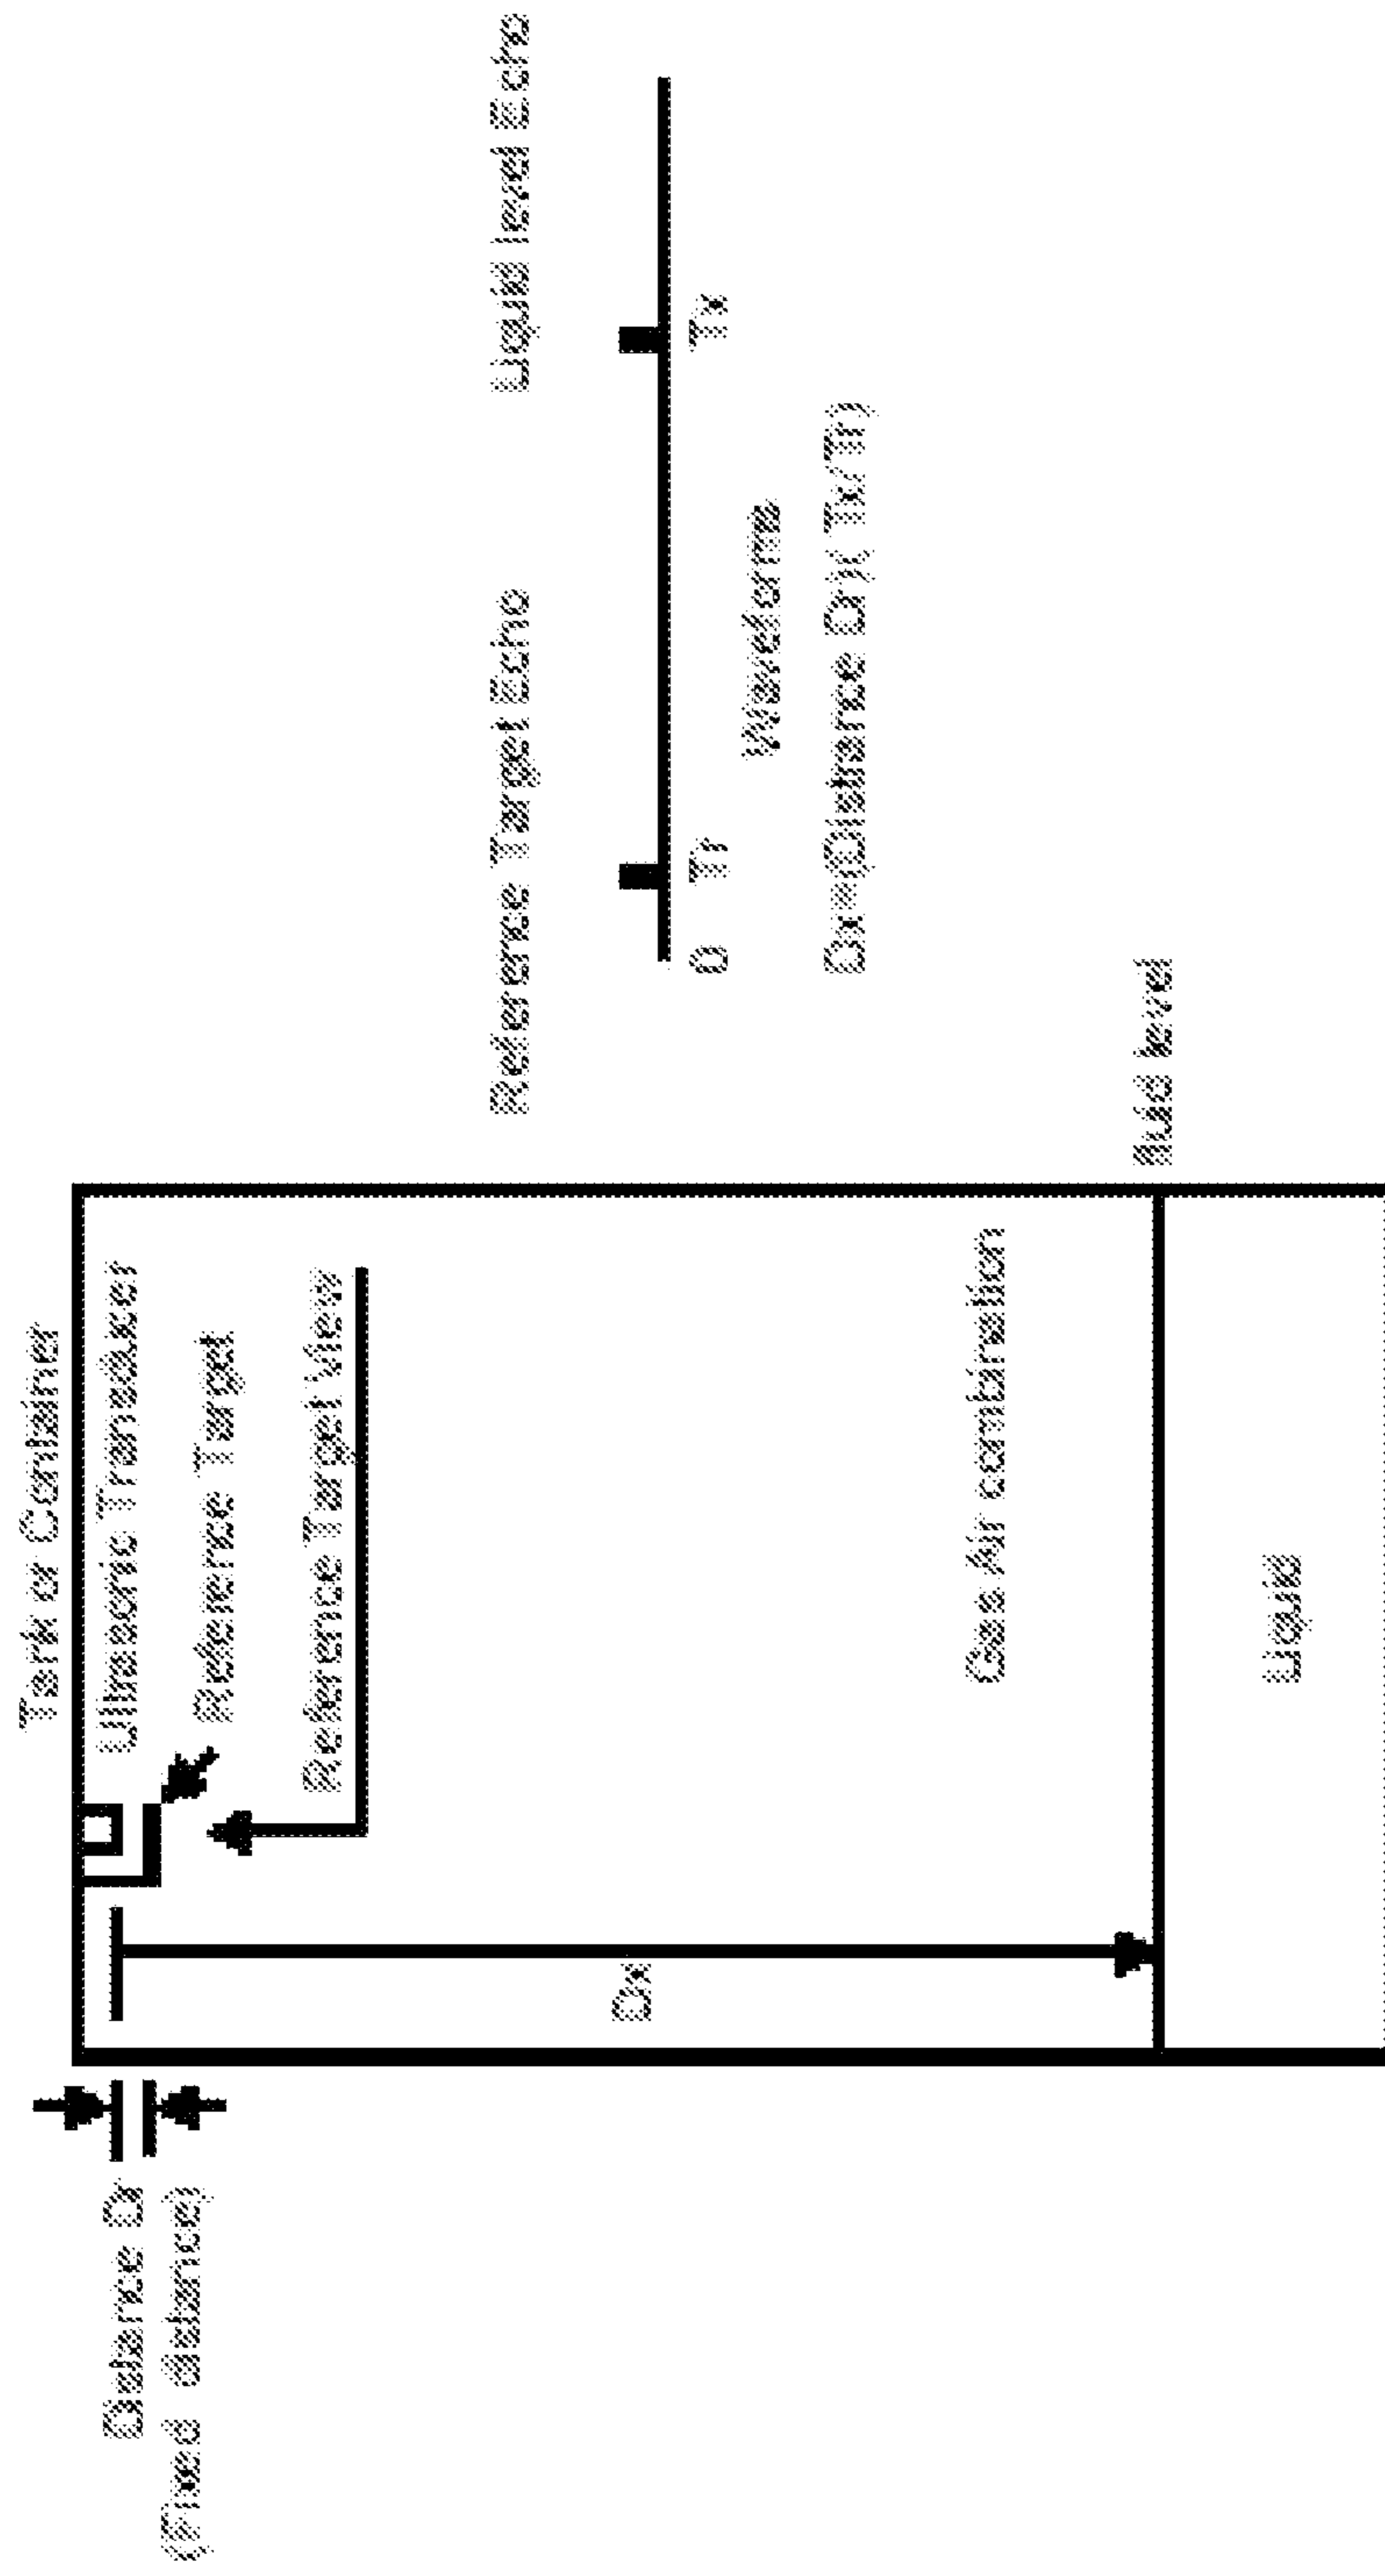 Tank or Container
Ultrasonic Transducer
Reference Target
Reference Target View
Distance Dr
(Fixed distance)
Dx
Gas Air combination
fluid level
Liquid
Reference Target Echo
Liquid level Echo
0 Tr Tx
Waveforms
Dx=(Distance Dr)( Tx/Tr)